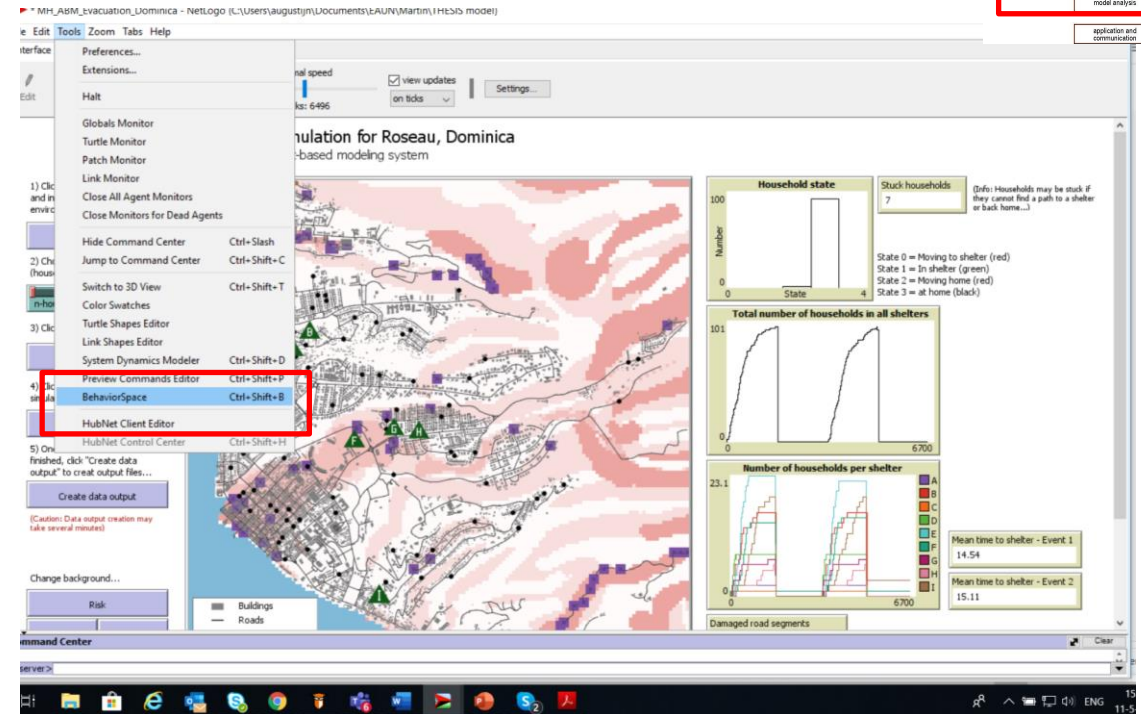 model analysis
application and
communication
* MH_ABM_Evacuation_Dominica - NetLogo {C:\Users\augustijn\Documents\EAUN\Martin\THESIS model}
e Edit Tools Zoom Tabs Help
terface
Edit
Preferences...
Extensions...
Halt
Globals Monitor
Turtle Monitor
Patch Monitor
Link Monitor
Close All Agent Monitors
Close Monitors for Dead Agents
Hide Command Center Ctrl+Slash
Jump to Command Center Ctrl+Shift+C
Switch to 3D View Ctrl+Shift+T
Color Swatches
Turtle Shapes Editor
Link Shapes Editor
System Dynamics Modeler Ctrl+Shift+D
Preview Commands Editor Ctrl+Shift+P
BehaviorSpace Ctrl+Shift+B
HubNet Client Editor
HubNet Control Center Ctrl+Shift+H
nal speed
ks: 6496
view updates
on ticks
Settings...
nulation for Roseau, Dominica
-based modeling system
1) Clic
and in
enviro
2) Cho
(hous
n-hou
3) Clic
4) Clic
simula
5) On
finished, click "Create data
output" to creat output files...
Create data output
(Caution: Data output creation may
take several minutes)
Change background...
Risk
B
F
G
H
I
Buildings
Roads
Household state
100
Number
0
0 State 4
Stuck households
7
(Info: Households may be stuck if
they cannot find a path to a shelter
or back home...)
State 0 = Moving to shelter (red)
State 1 = In shelter (green)
State 2 = Moving home (red)
State 3 = at home (black)
Total number of households in all shelters
101
0
0 6700
Number of households per shelter
23.1
0
0 6700
A
B
C
D
E
F
G
H
I
Mean time to shelter - Event 1
14.54
Mean time to shelter - Event 2
15.11
Damaged road segments
ommand Center
Clear
server>
ENG
15
11-5